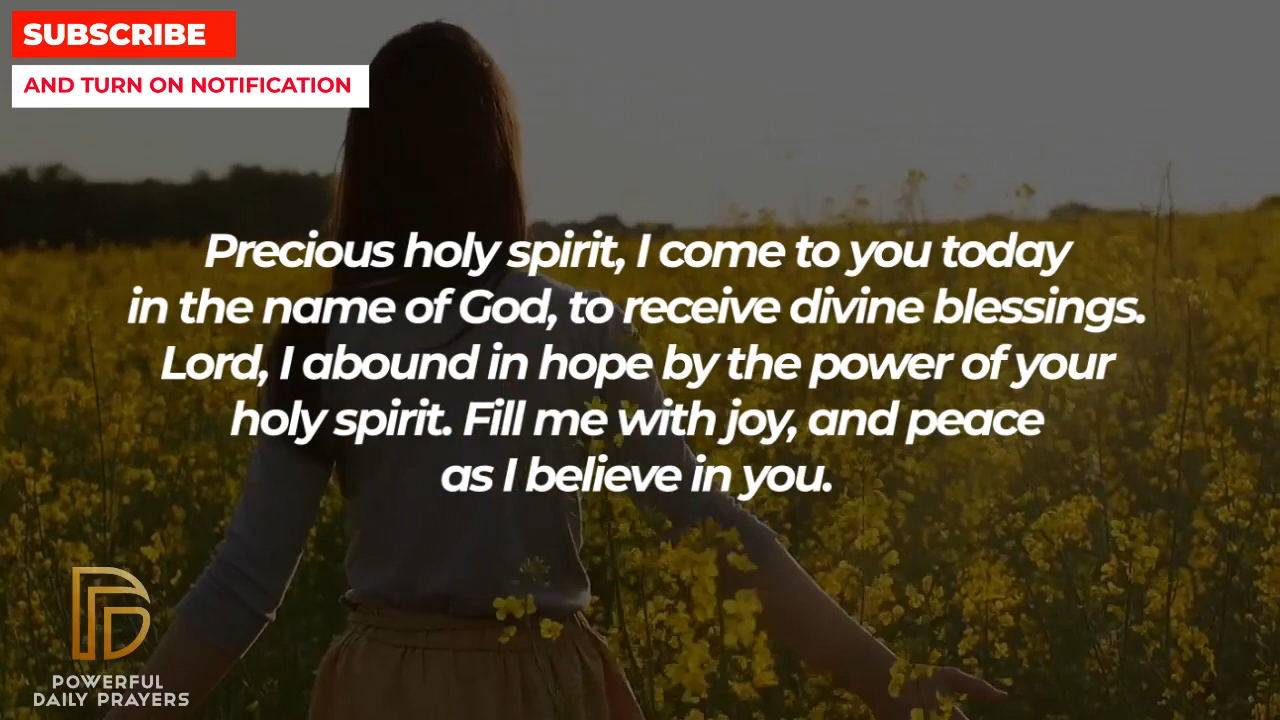 SUBSCRIBE
AND TURN ON NOTIFICATION
Precious holy spirit, I come to you today
in the name of God, to receive divine blessings.
Lord, I abound in hope by the power of your
holy spirit. Fill me with joy, and peace
as I believe in you.
POWERFUL
DAILY PRAYERS